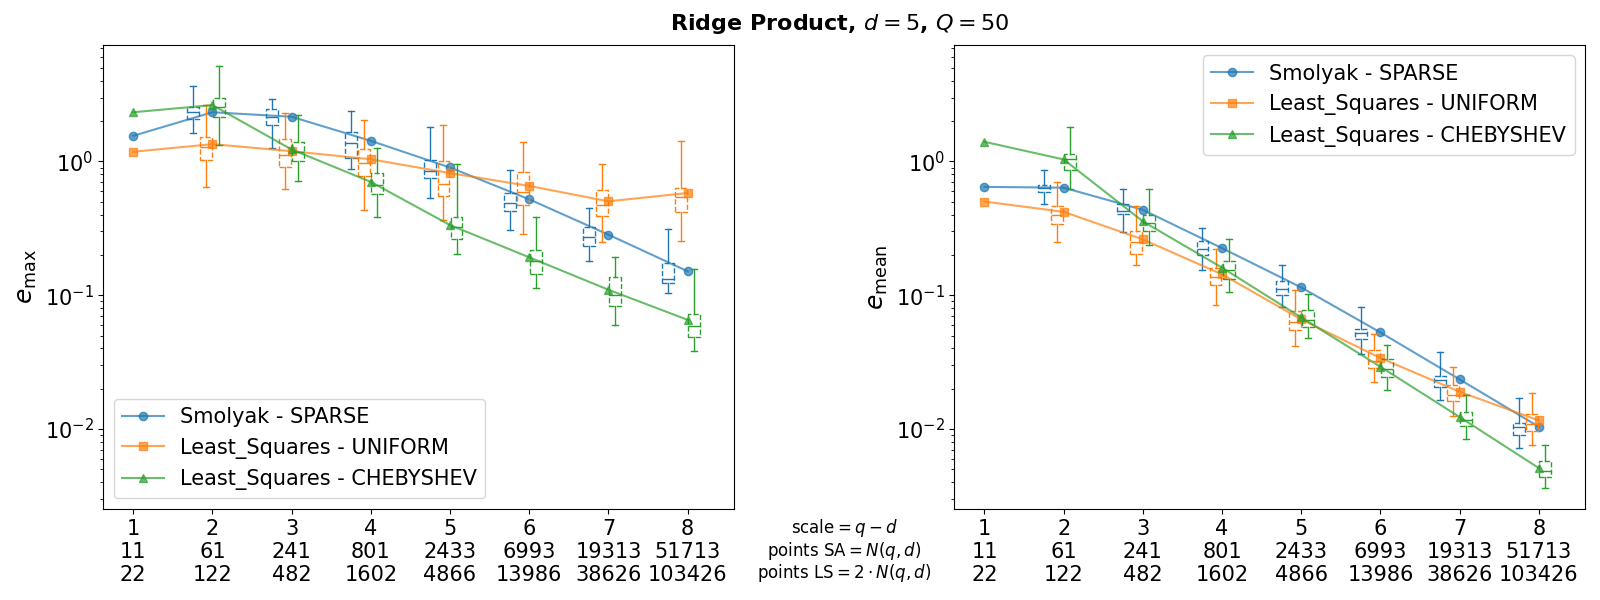 Ridge Product, d = 5, Q = 50
e_max
10^0
10^−1
10^−2
Smolyak - SPARSE
Least_Squares - UNIFORM
Least_Squares - CHEBYSHEV
1 2 3 4 5 6 7 8
11 61 241 801 2433 6993 19313 51713
22 122 482 1602 4866 13986 38626 103426
scale = q − d
points SA = N(q, d)
points LS = 2 · N(q, d)
e_mean
10^0
10^−1
10^−2
Smolyak - SPARSE
Least_Squares - UNIFORM
Least_Squares - CHEBYSHEV
1 2 3 4 5 6 7 8
11 61 241 801 2433 6993 19313 51713
22 122 482 1602 4866 13986 38626 103426